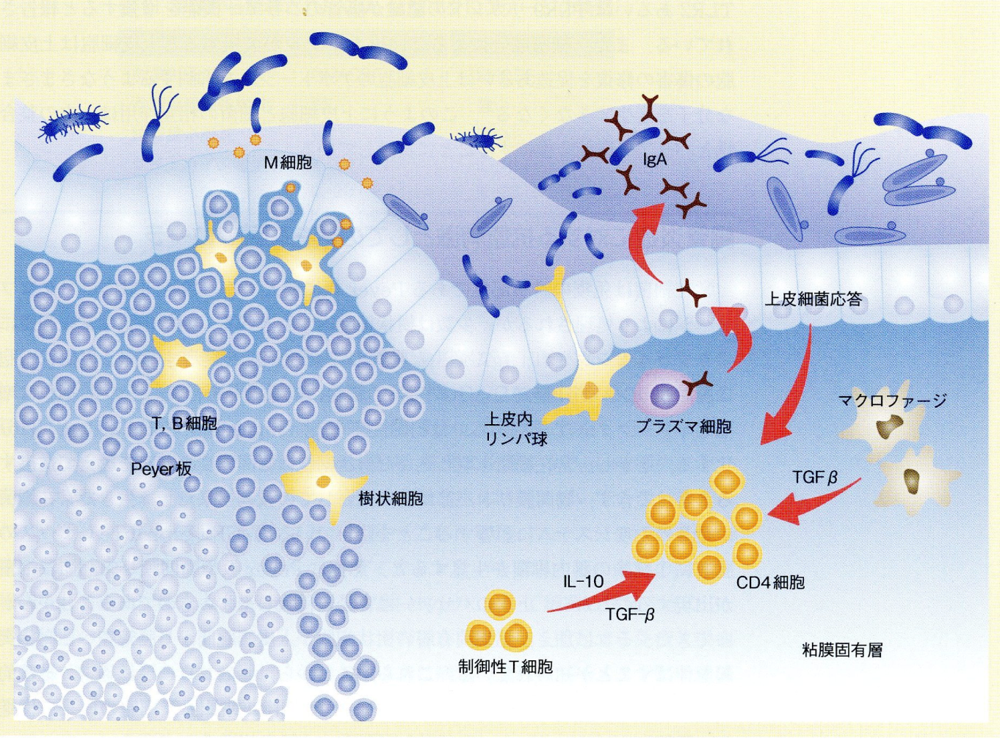 M細胞
IgA
上皮細菌応答
マクロファージ
T, B細胞
上皮内
リンパ球
プラズマ細胞
Peyer板
樹状細胞
TGFβ
IL-10
TGF-β
CD4細胞
制御性T細胞
粘膜固有層